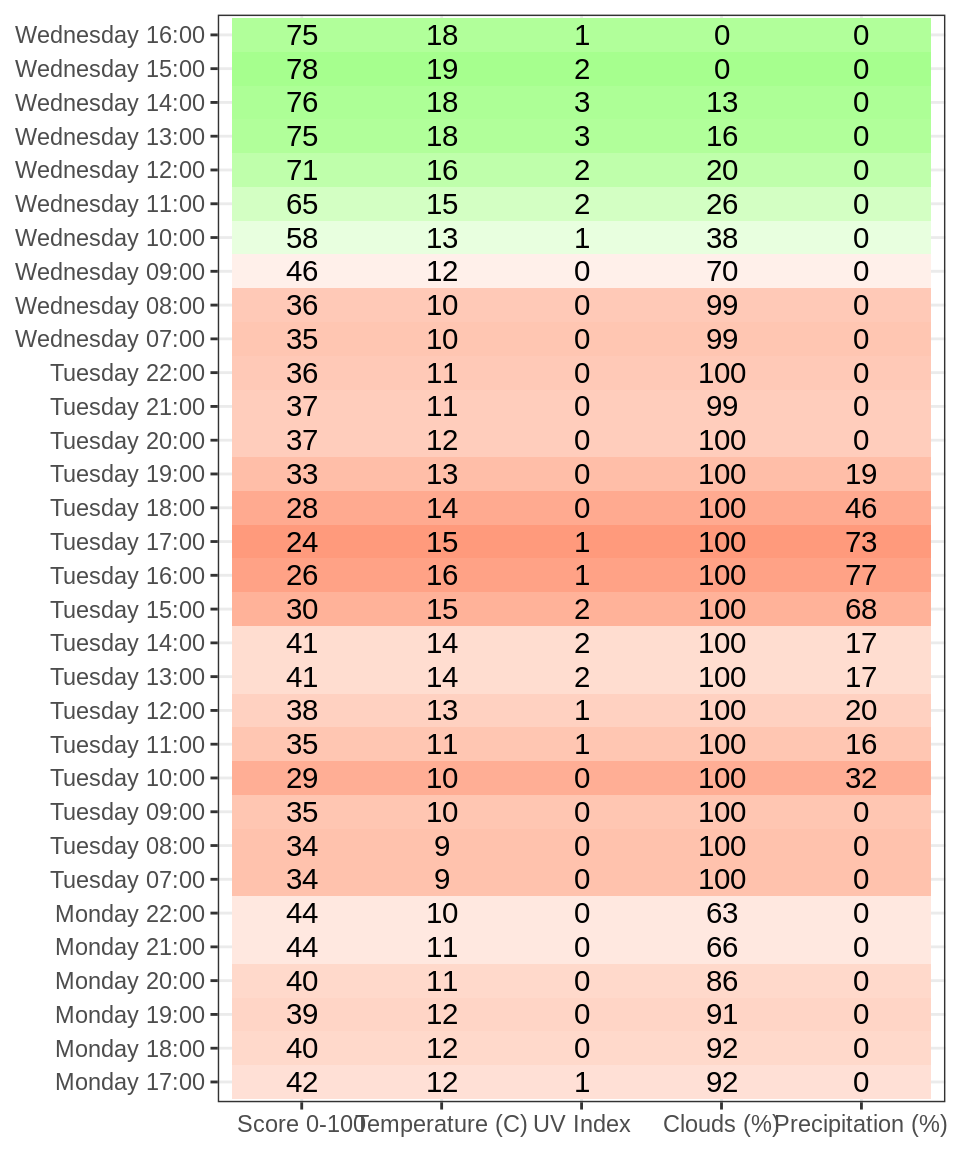 Wednesday 16:00 75 18 1 0 0
Wednesday 15:00 78 19 2 0 0
Wednesday 14:00 76 18 3 13 0
Wednesday 13:00 75 18 3 16 0
Wednesday 12:00 71 16 2 20 0
Wednesday 11:00 65 15 2 26 0
Wednesday 10:00 58 13 1 38 0
Wednesday 09:00 46 12 0 70 0
Wednesday 08:00 36 10 0 99 0
Wednesday 07:00 35 10 0 99 0
Tuesday 22:00 36 11 0 100 0
Tuesday 21:00 37 11 0 99 0
Tuesday 20:00 37 12 0 100 0
Tuesday 19:00 33 13 0 100 19
Tuesday 18:00 28 14 0 100 46
Tuesday 17:00 24 15 1 100 73
Tuesday 16:00 26 16 1 100 77
Tuesday 15:00 30 15 2 100 68
Tuesday 14:00 41 14 2 100 17
Tuesday 13:00 41 14 2 100 17
Tuesday 12:00 38 13 1 100 20
Tuesday 11:00 35 11 1 100 16
Tuesday 10:00 29 10 0 100 32
Tuesday 09:00 35 10 0 100 0
Tuesday 08:00 34 9 0 100 0
Tuesday 07:00 34 9 0 100 0
Monday 22:00 44 10 0 63 0
Monday 21:00 44 11 0 66 0
Monday 20:00 40 11 0 86 0
Monday 19:00 39 12 0 91 0
Monday 18:00 40 12 0 92 0
Monday 17:00 42 12 1 92 0
Score 0-100 Temperature (C) UV Index Clouds (%) Precipitation (%)